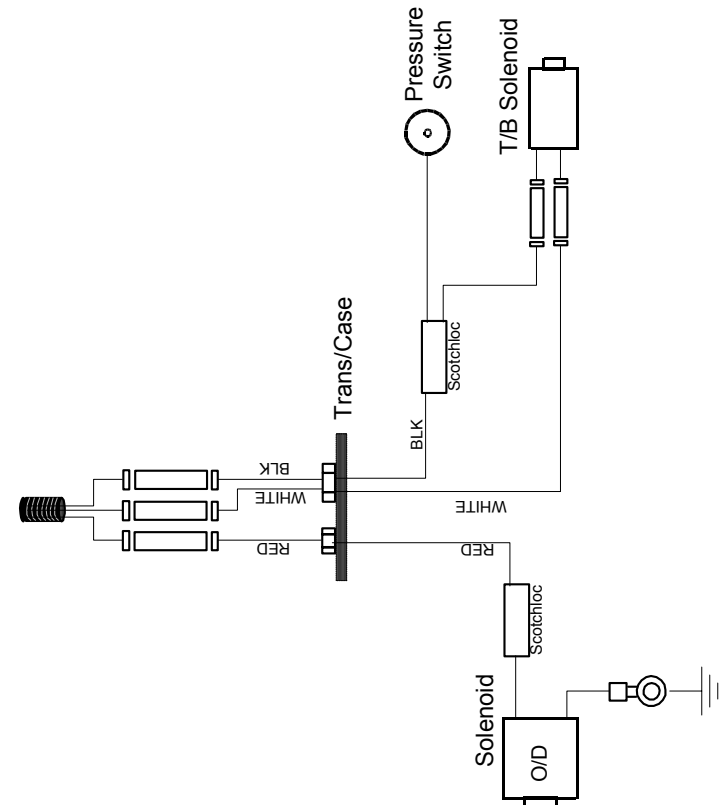 Pressure
Switch
T/B Solenoid
Scotchloc
Trans/Case
BLK
BLK
WHITE
WHITE
RED
RED
Scotchloc
Solenoid
O/D